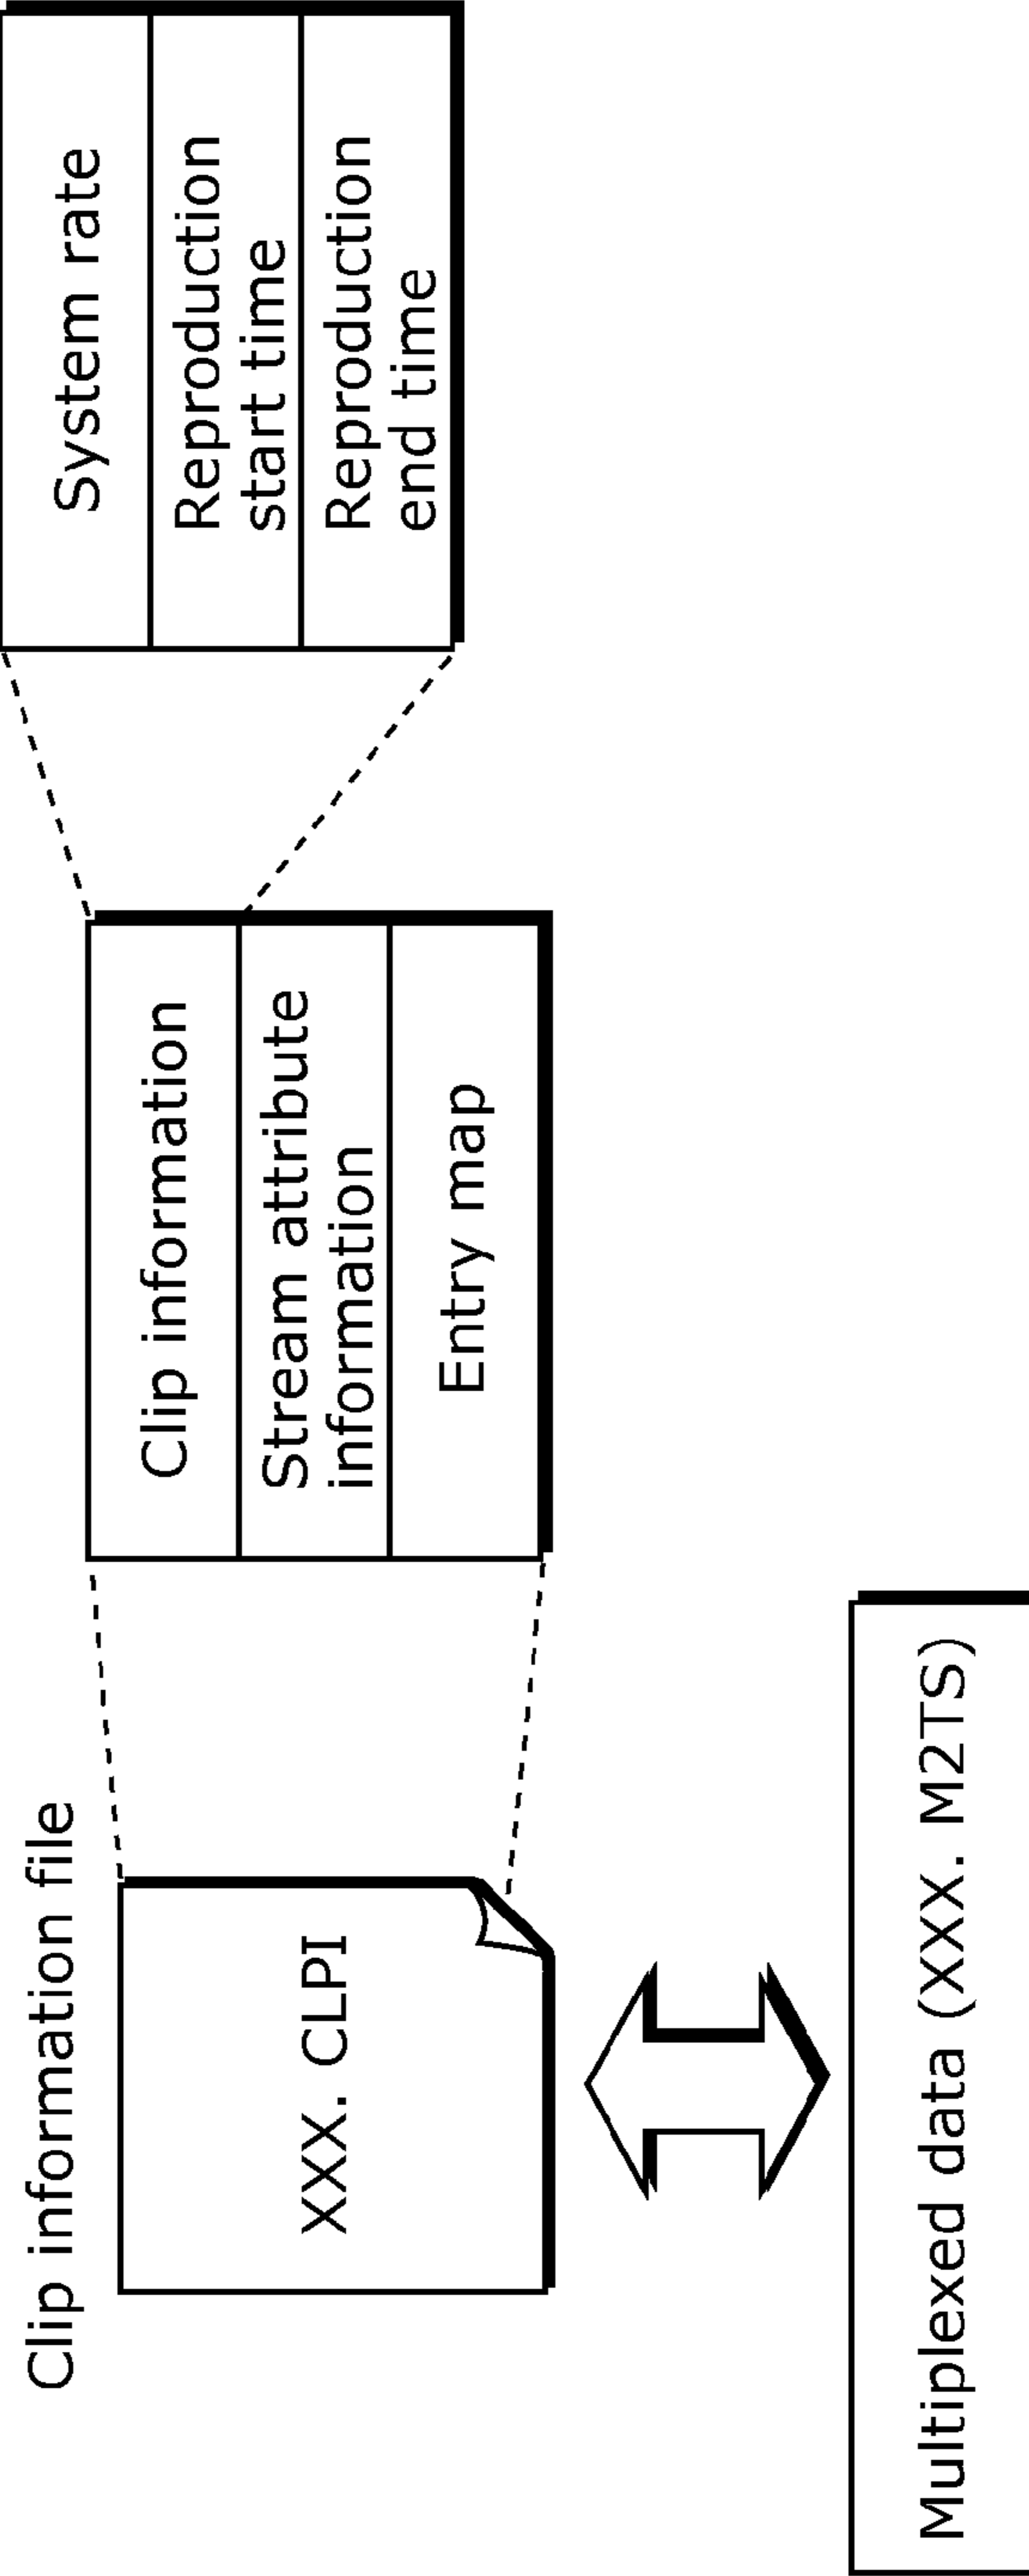 Clip information file
XXX. CLPI
Clip information
Stream attribute
information
Entry map
System rate
Reproduction
start time
Reproduction
end time
Multiplexed data (XXX. M2TS)